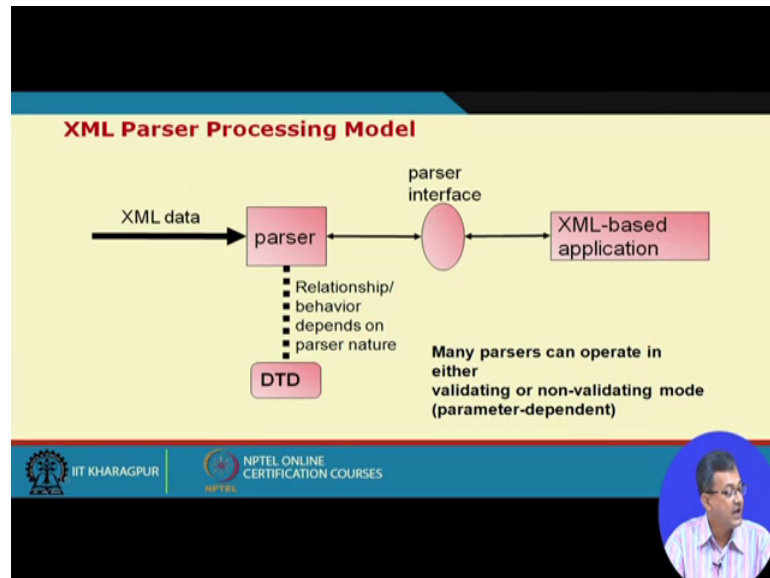 XML Parser Processing Model
XML data
parser
parser
interface
XML-based
application
Relationship/
behavior
depends on
parser nature
DTD
Many parsers can operate in
either
validating or non-validating mode
(parameter-dependent)
IIT KHARAGPUR
NPTEL
NPTEL ONLINE
CERTIFICATION COURSES